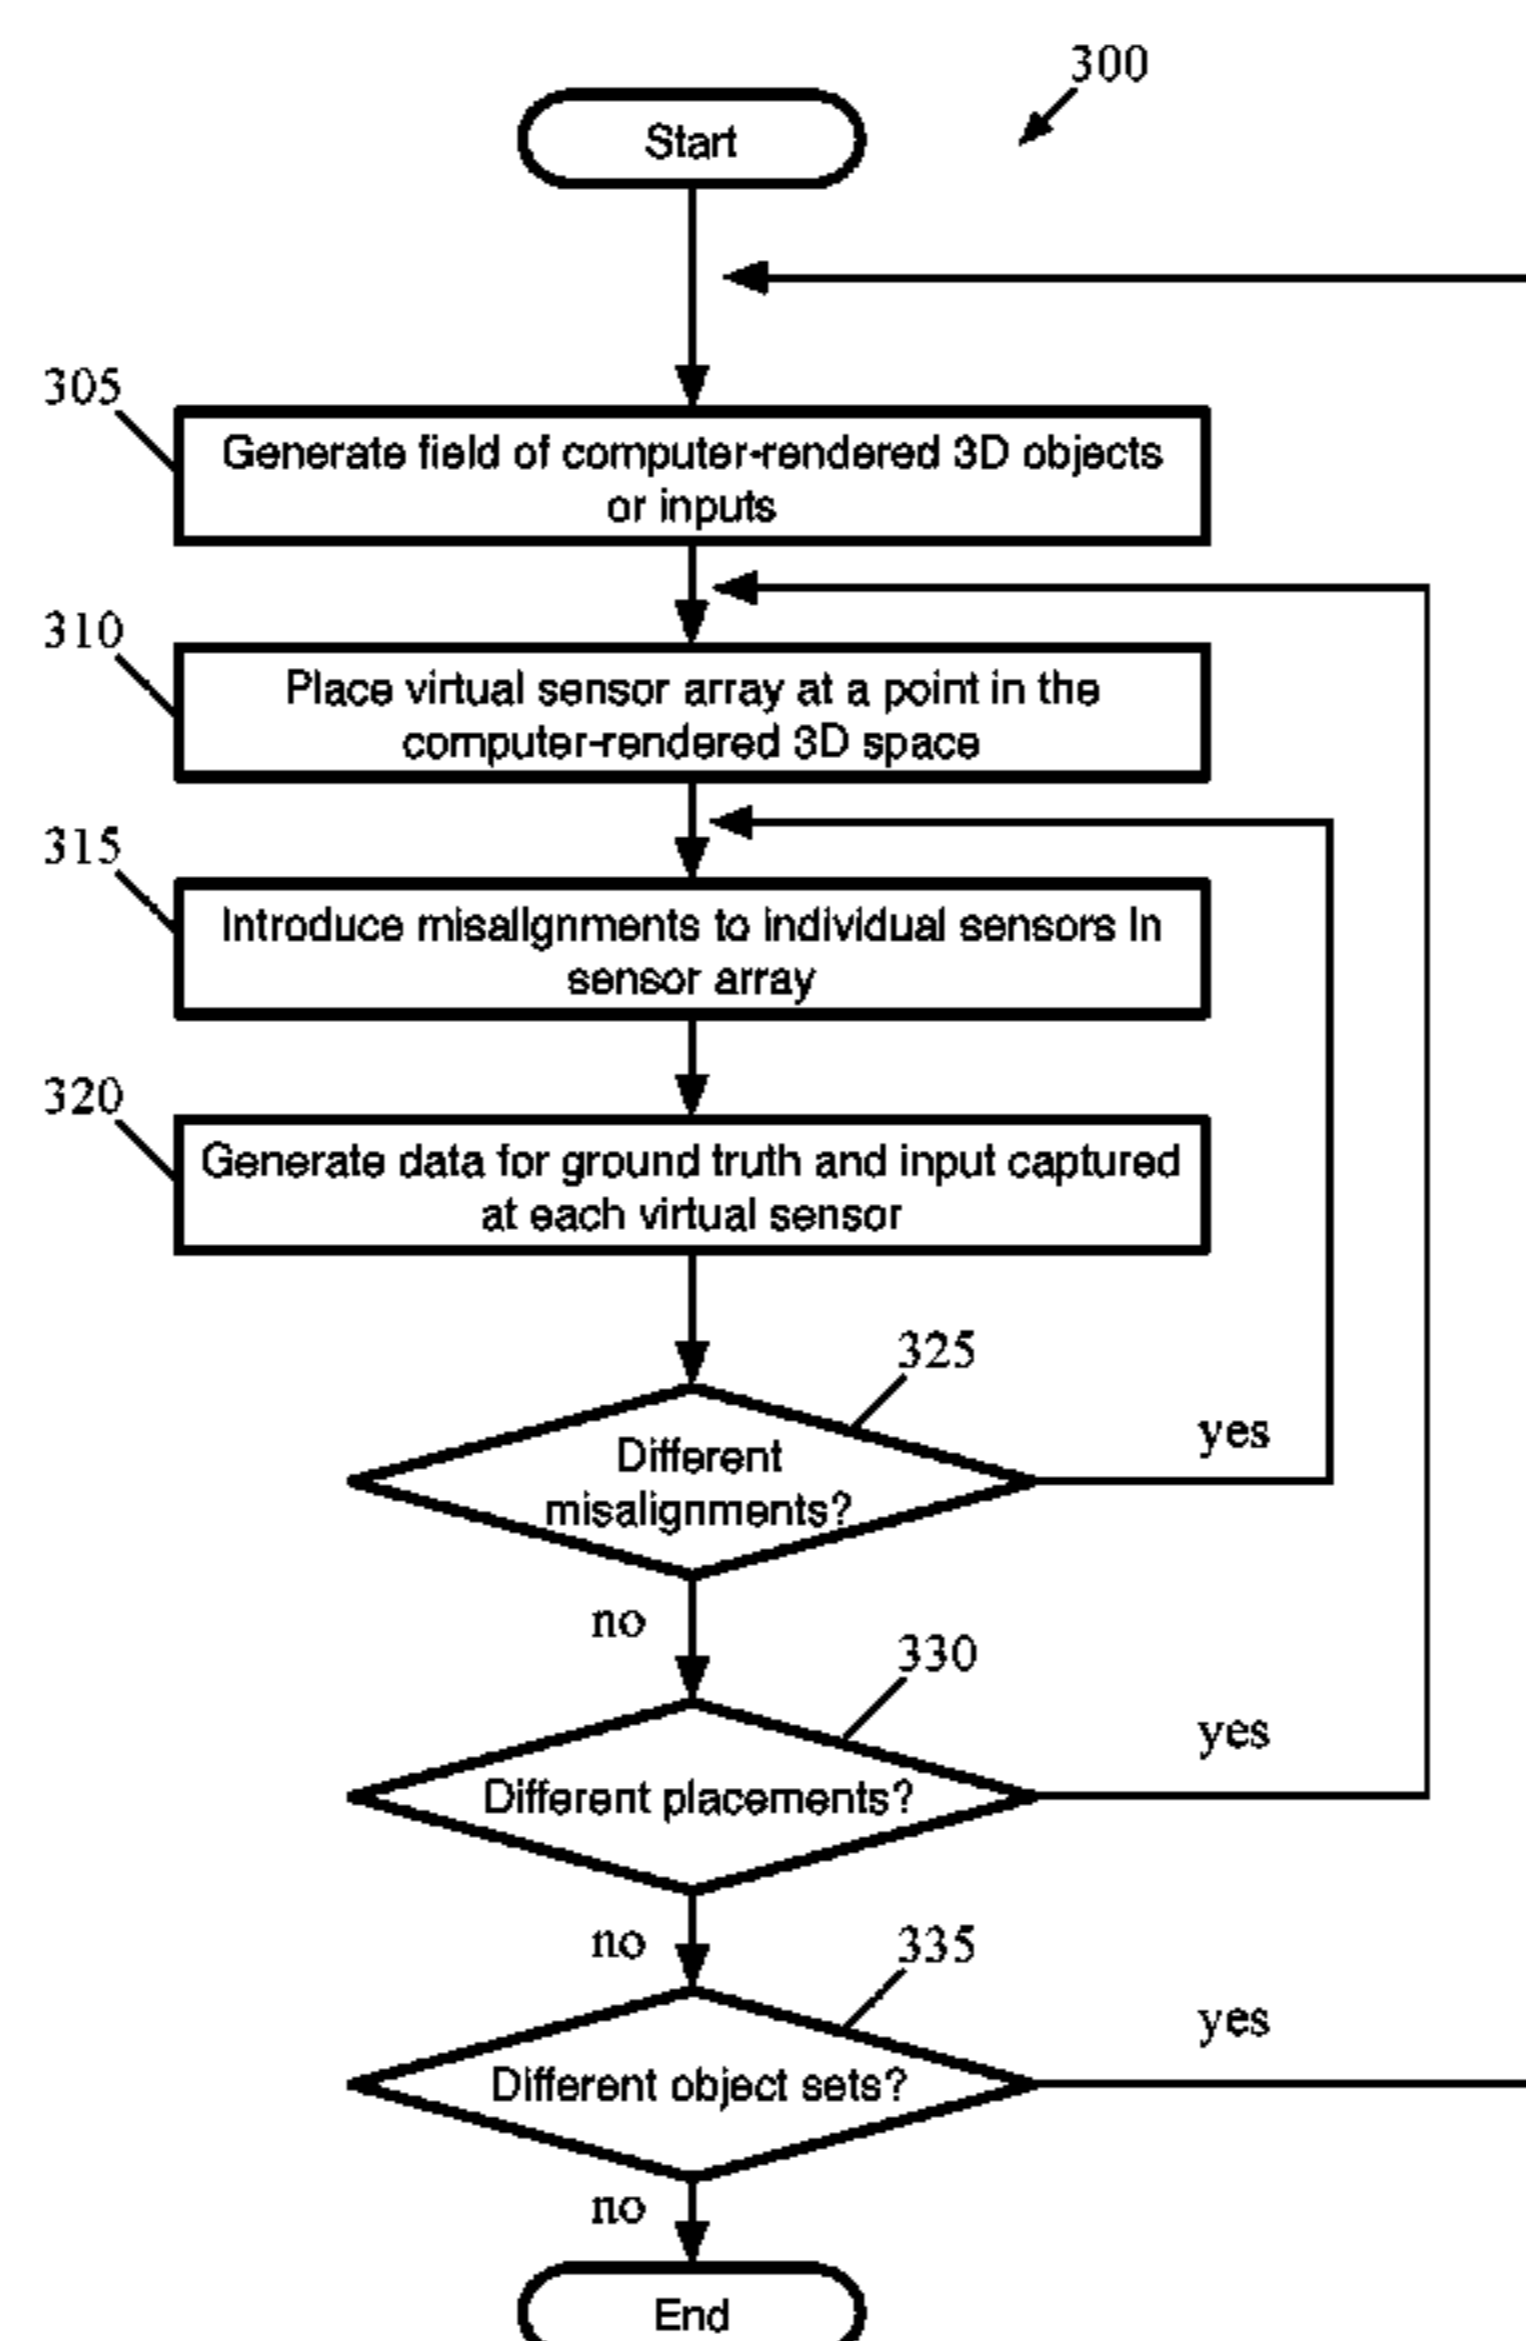 300
Start
305
Generate field of computer-rendered 3D objects
or inputs
310
Place virtual sensor array at a point in the
computer-rendered 3D space
315
Introduce misalignments to individual sensors in
sensor array
320
Generate data for ground truth and input captured
at each virtual sensor
325
Different
misalignments?
yes
no
330
Different placements?
yes
no
335
Different object sets?
yes
no
End